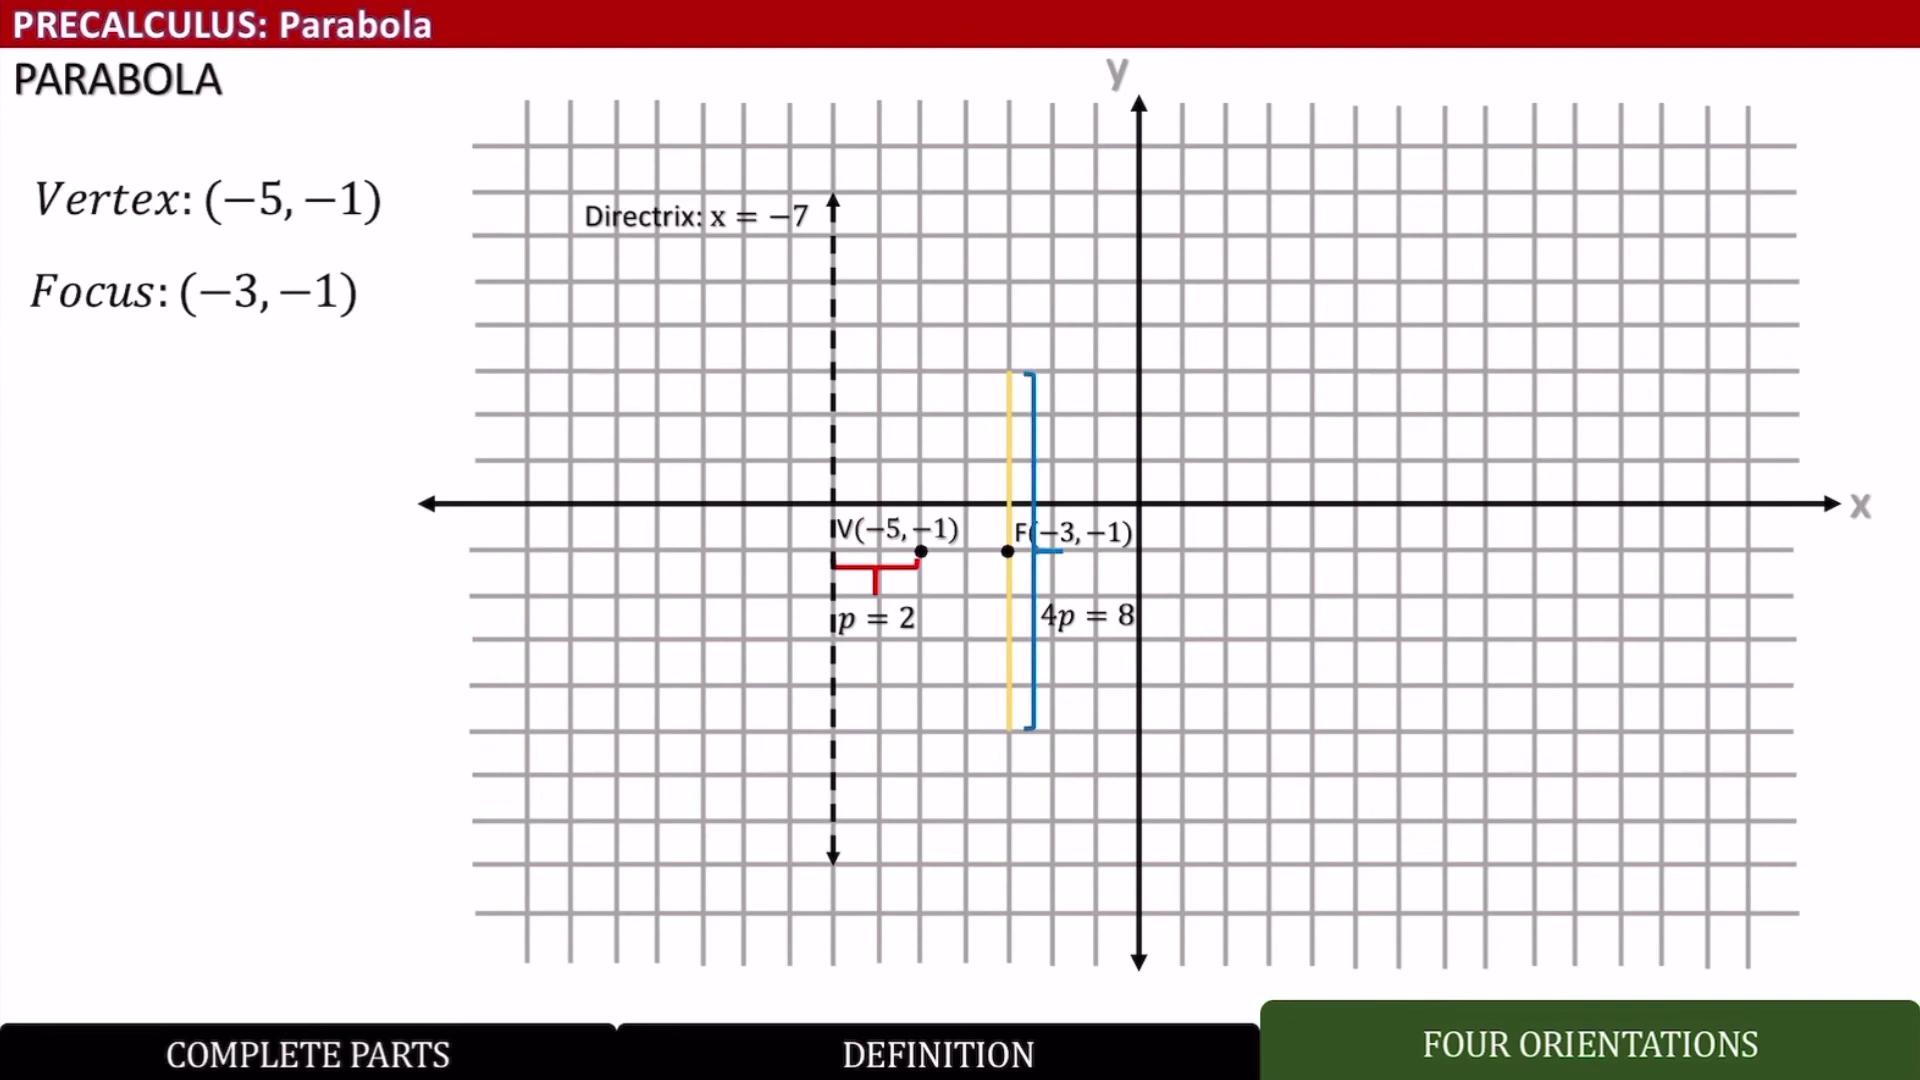 PRECALCULUS: Parabola
PARABOLA
y
Vertex: (−5, −1)
Directrix: x = −7
Focus: (−3, −1)
x
V(−5, −1)
F(−3, −1)
p = 2
4p = 8
COMPLETE PARTS
DEFINITION
FOUR ORIENTATIONS